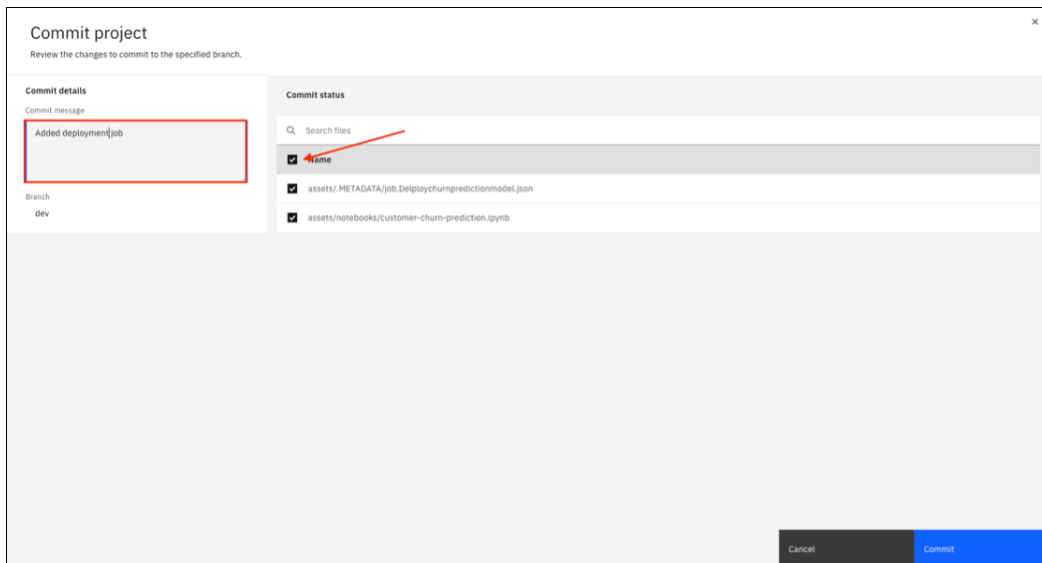 Commit project
Review the changes to commit to the specified branch.
Commit details
Commit message
Added deployment job
Branch
dev
Commit status
Search files
Name
assets/.METADATA/job.Delploychurnpredictionmodel.json
assets/notebooks/customer-churn-prediction.ipynb
Cancel
Commit